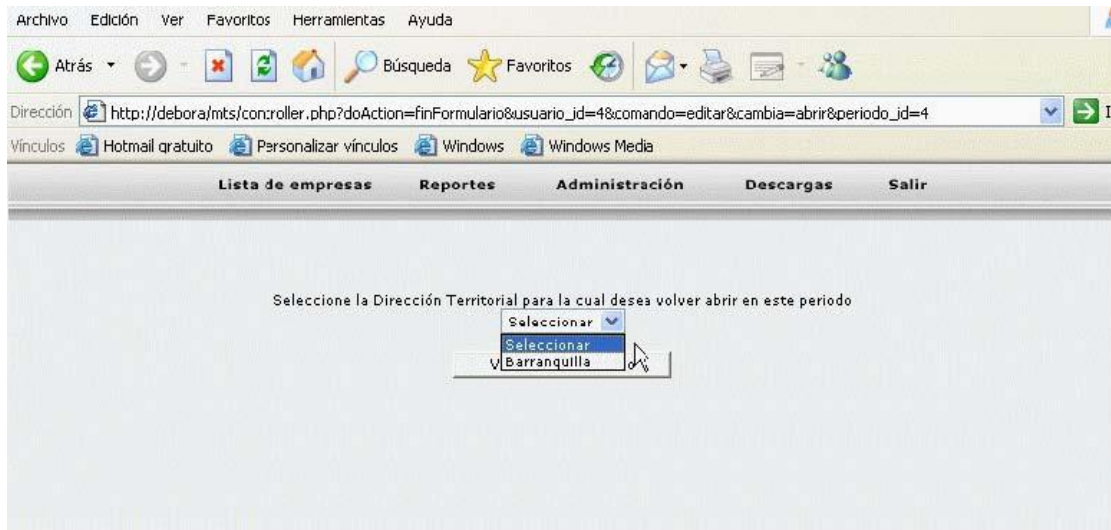 Archivo Edición Ver Favoritos Herramientas Ayuda
Atrás Búsqueda Favoritos
Dirección http://debora/mts/controller.php?doAction=finFormulario&usuario_id=4&comando=editar&cambia=abrir&periodo_id=4
Vínculos Hotmail gratuito Personalizar vínculos Windows Windows Media
Lista de empresas Reportes Administración Descargas Salir
Seleccione la Dirección Territorial para la cual desea volver abrir en este periodo
Seleccionar
Seleccionar
Barranquilla